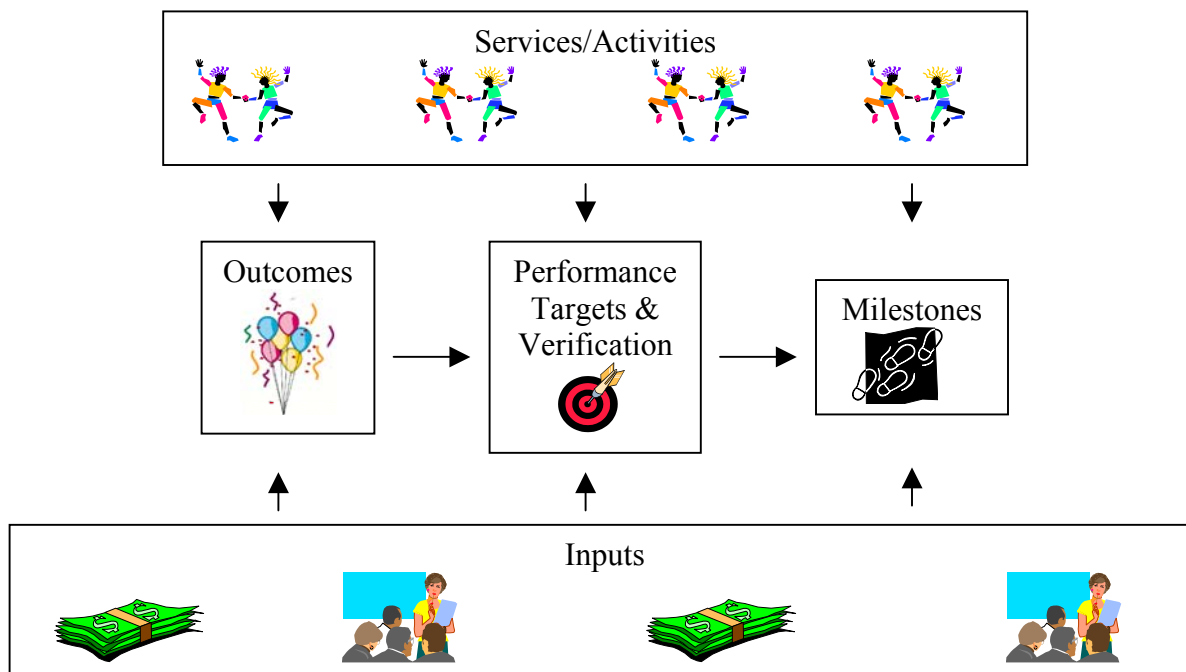 Services/Activities
Outcomes
Performance
Targets &
Verification
Milestones
Inputs